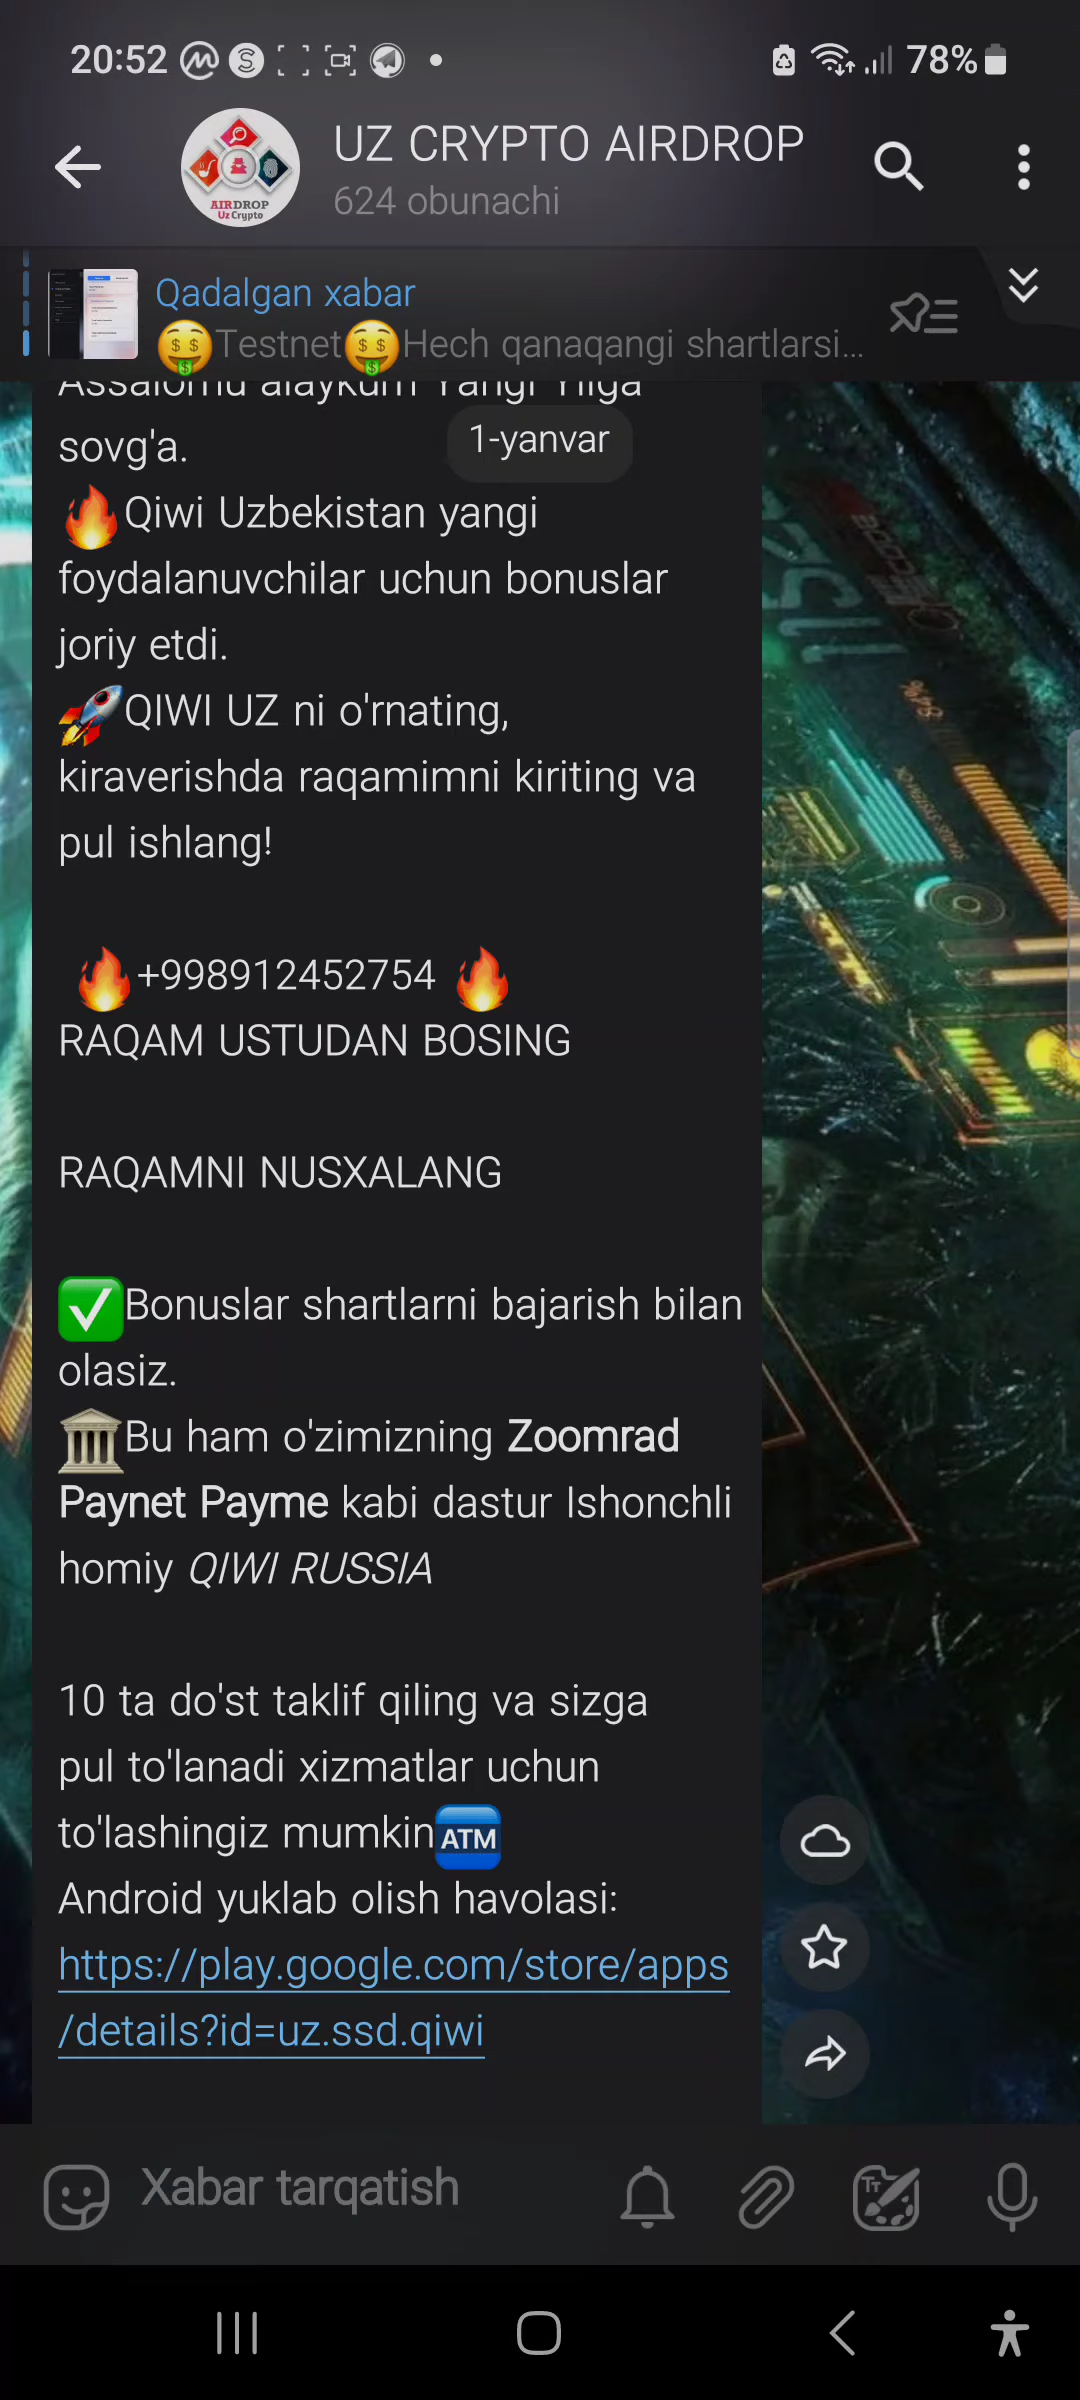 20:52
78%
UZ CRYPTO AIRDROP
624 obunachi
AIRDROP
Uz Crypto
Qadalgan xabar
🤑Testnet🤑Hech qanaqangi shartlarsi...
Assalomu alaykum Yangi Yilga
sovg'a.
1-yanvar
🔥Qiwi Uzbekistan yangi
foydalanuvchilar uchun bonuslar
joriy etdi.
🚀QIWI UZ ni o'rnating,
kiraverishda raqamimni kiriting va
pul ishlang!
🔥+998912452754 🔥
RAQAM USTUDAN BOSING
RAQAMNI NUSXALANG
✅Bonuslar shartlarni bajarish bilan
olasiz.
🏛Bu ham o'zimizning Zoomrad
Paynet Payme kabi dastur Ishonchli
homiy QIWI RUSSIA
10 ta do'st taklif qiling va sizga
pul to'lanadi xizmatlar uchun
to'lashingiz mumkin🏧
Android yuklab olish havolasi:
https://play.google.com/store/apps
/details?id=uz.ssd.qiwi
Xabar tarqatish